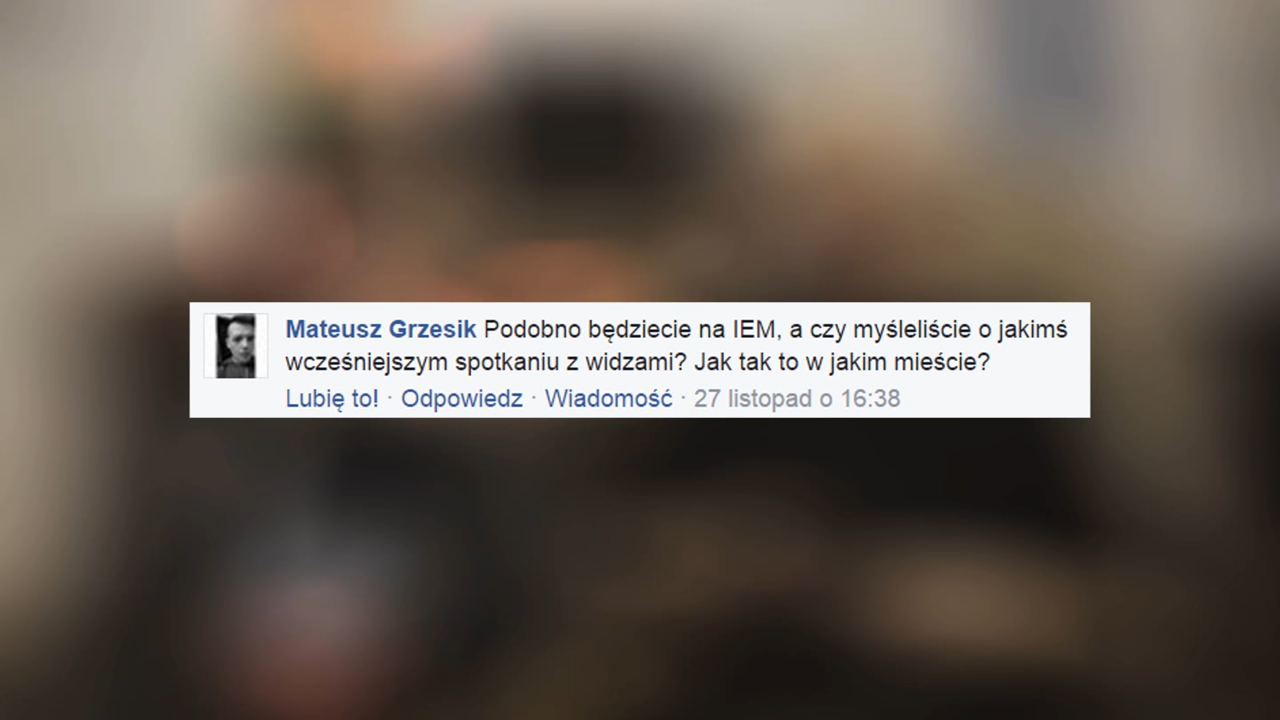 Mateusz Grzesik Podobno będziecie na IEM, a czy myśleliście o jakimś
wcześniejszym spotkaniu z widzami? Jak tak to w jakim mieście?
Lubię to! · Odpowiedz · Wiadomość · 27 listopad o 16:38